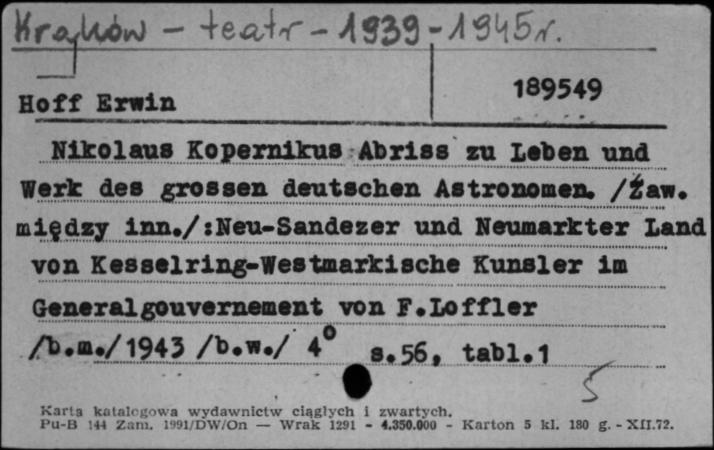 Kraków - teatr - 1939-1945 r.
189549
Hoff Erwin
Nikolaus Kopernikus Abriss zu Leben und
Werk des grossen deutschen Astronomen. /Zaw.
między inn./:Neu-Sandezer und Neumarkter Land
von Kesselring-Westmarkische Kunsler im
Generalgouvernement von F.Loffler
/b.m./1943 /b.w./ 4° s.56, tabl.1
5
Karta katalogowa wydawnictw ciągłych i zwartych.
Pu-B 144 Zam. 1991/DW/On — Wrak 1291 - 4.350.000 - Karton 5 kl. 180 g. - XII.72.